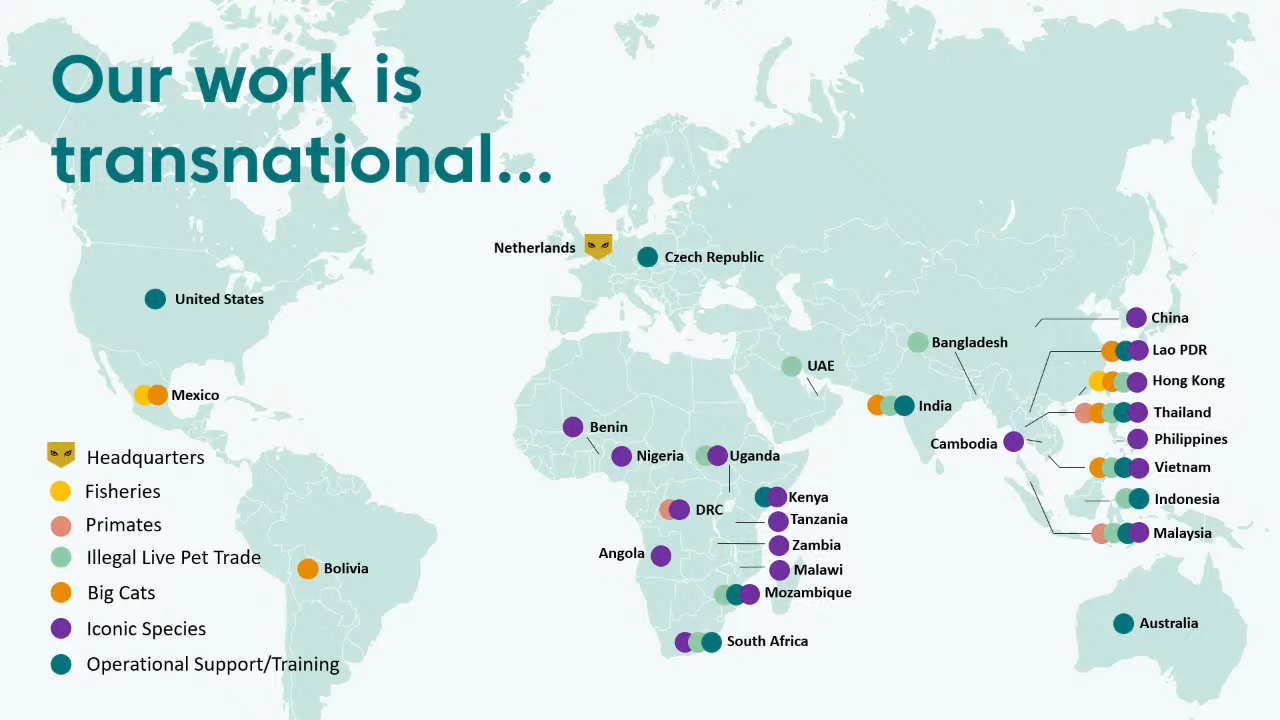 Our work is
transnational...
Netherlands
Czech Republic
United States
Mexico
Bolivia
Headquarters
Fisheries
Primates
Illegal Live Pet Trade
Big Cats
Iconic Species
Operational Support/Training
Benin
Nigeria
Uganda
DRC
Kenya
Tanzania
Angola
Zambia
Malawi
Mozambique
South Africa
UAE
Bangladesh
India
Cambodia
China
Lao PDR
Hong Kong
Thailand
Philippines
Vietnam
Indonesia
Malaysia
Australia